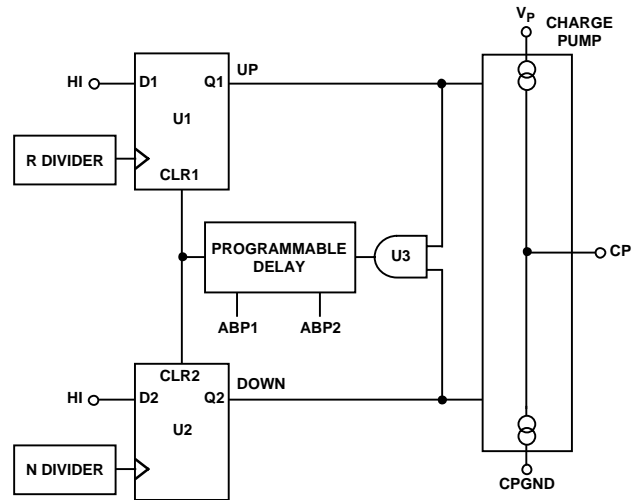 VP
CHARGE
PUMP
UP
HI
D1
Q1
U1
R DIVIDER
CLR1
PROGRAMMABLE
DELAY
U3
CP
ABP1
ABP2
CLR2
DOWN
HI
D2
Q2
U2
N DIVIDER
CPGND